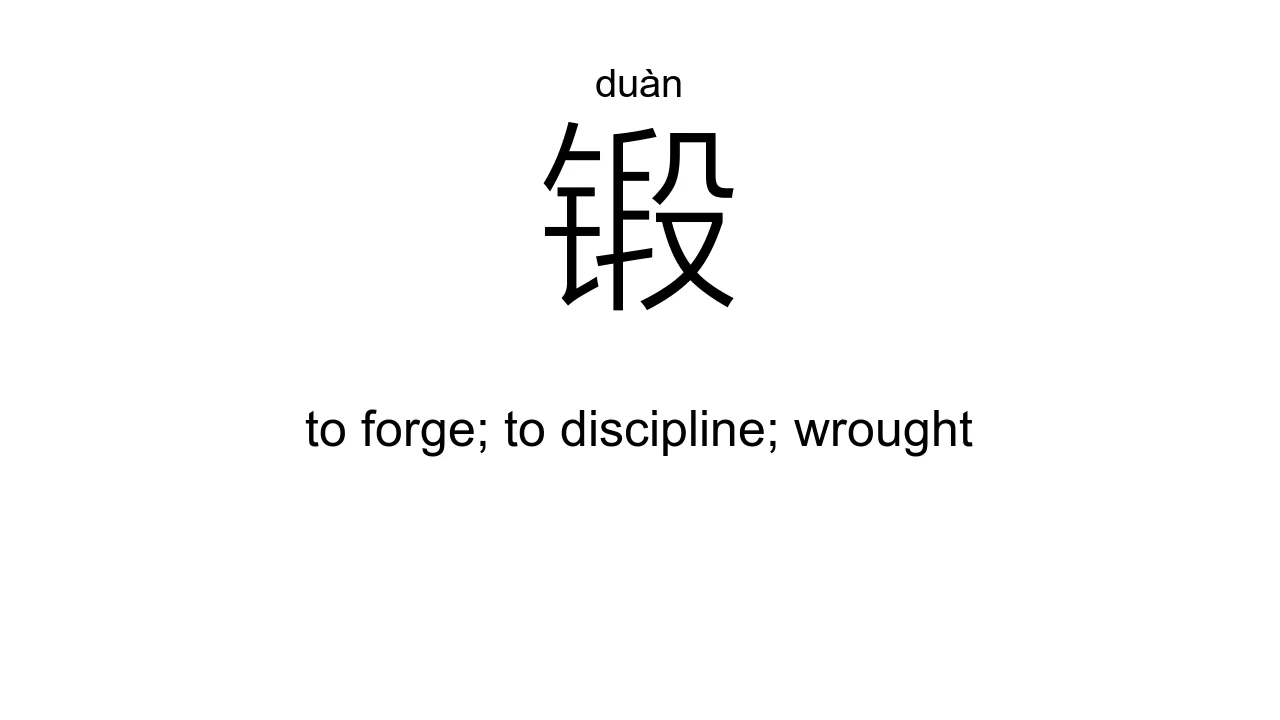 duàn
锻
to forge; to discipline; wrought